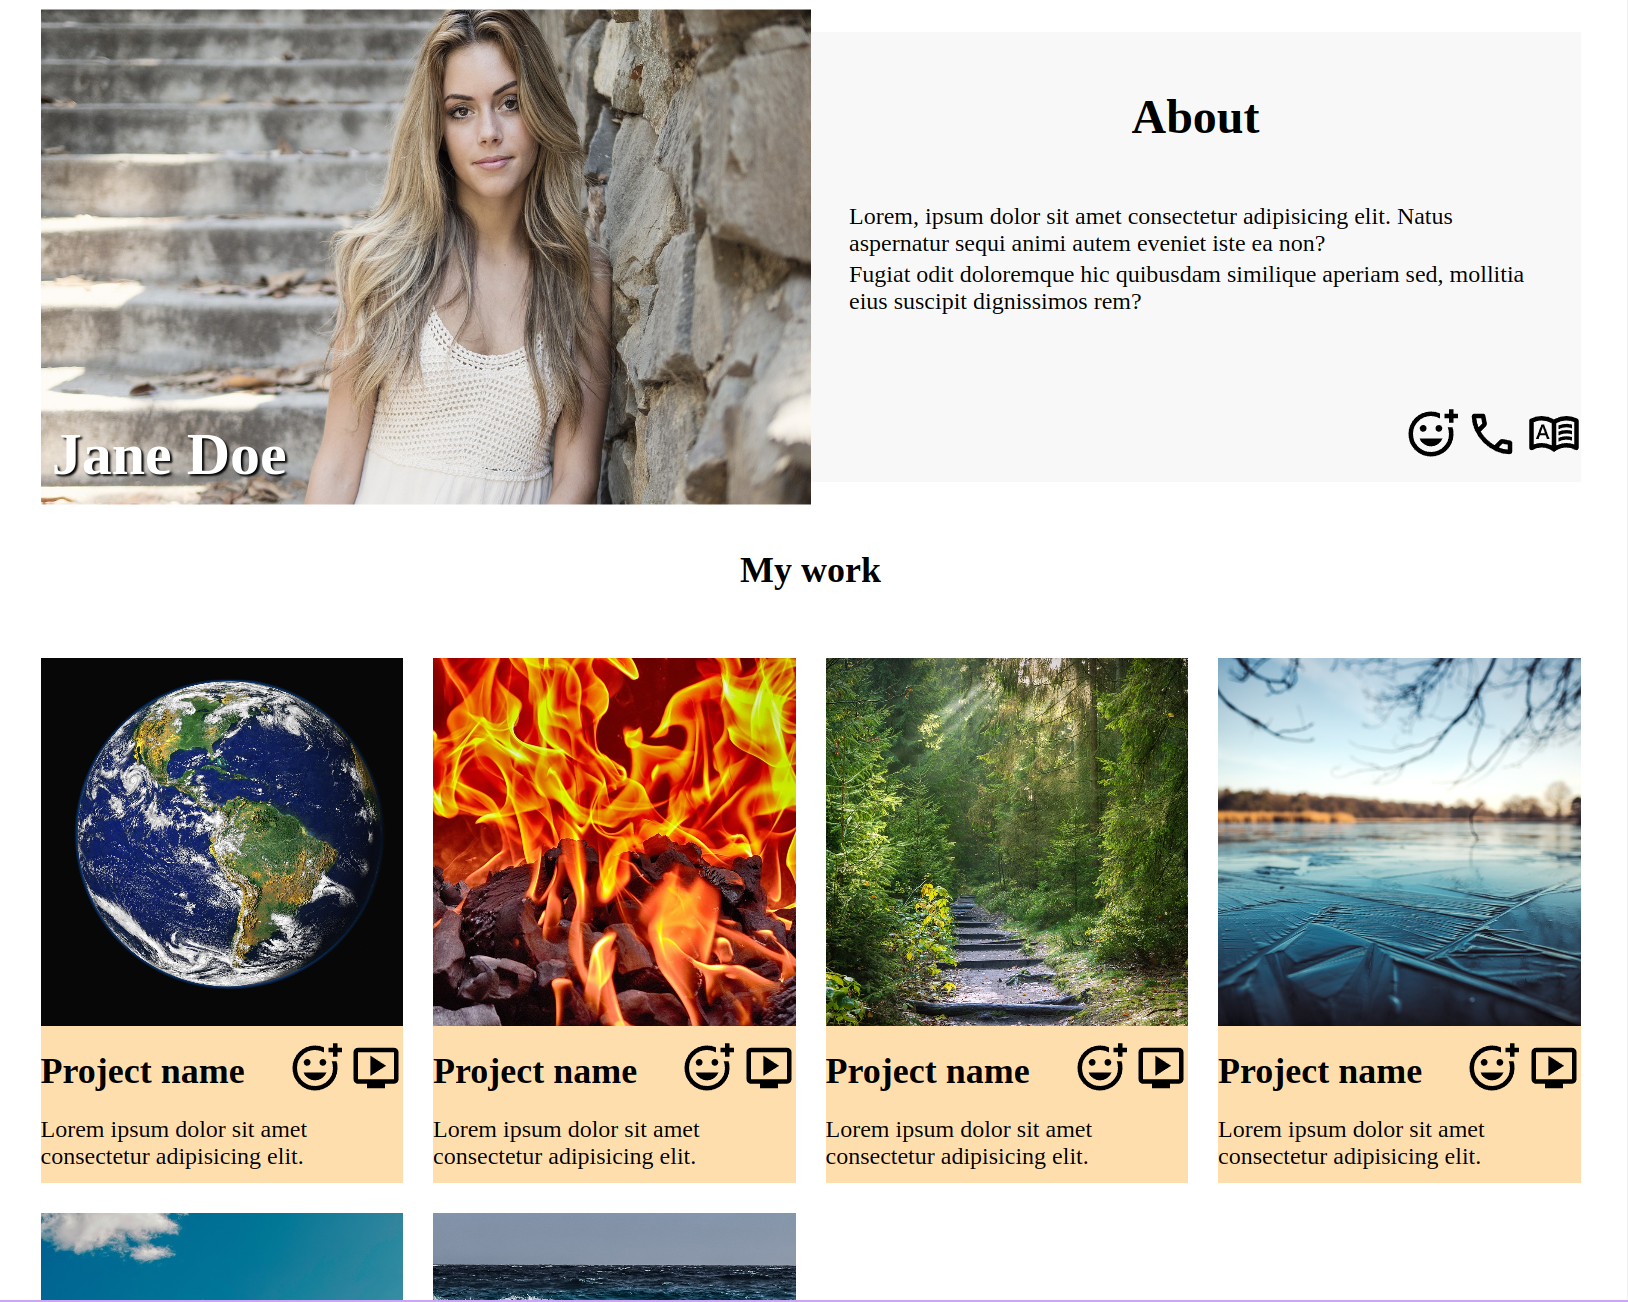 About
Lorem, ipsum dolor sit amet consectetur adipisicing elit. Natus
aspernatur sequi animi autem eveniet iste ea non?
Fugiat odit doloremque hic quibusdam similique aperiam sed, mollitia
eius suscipit dignissimos rem?
A
Jane Doe
My work
Project name
Lorem ipsum dolor sit amet
consectetur adipisicing elit.
Project name
Lorem ipsum dolor sit amet
consectetur adipisicing elit.
Project name
Lorem ipsum dolor sit amet
consectetur adipisicing elit.
Project name
Lorem ipsum dolor sit amet
consectetur adipisicing elit.